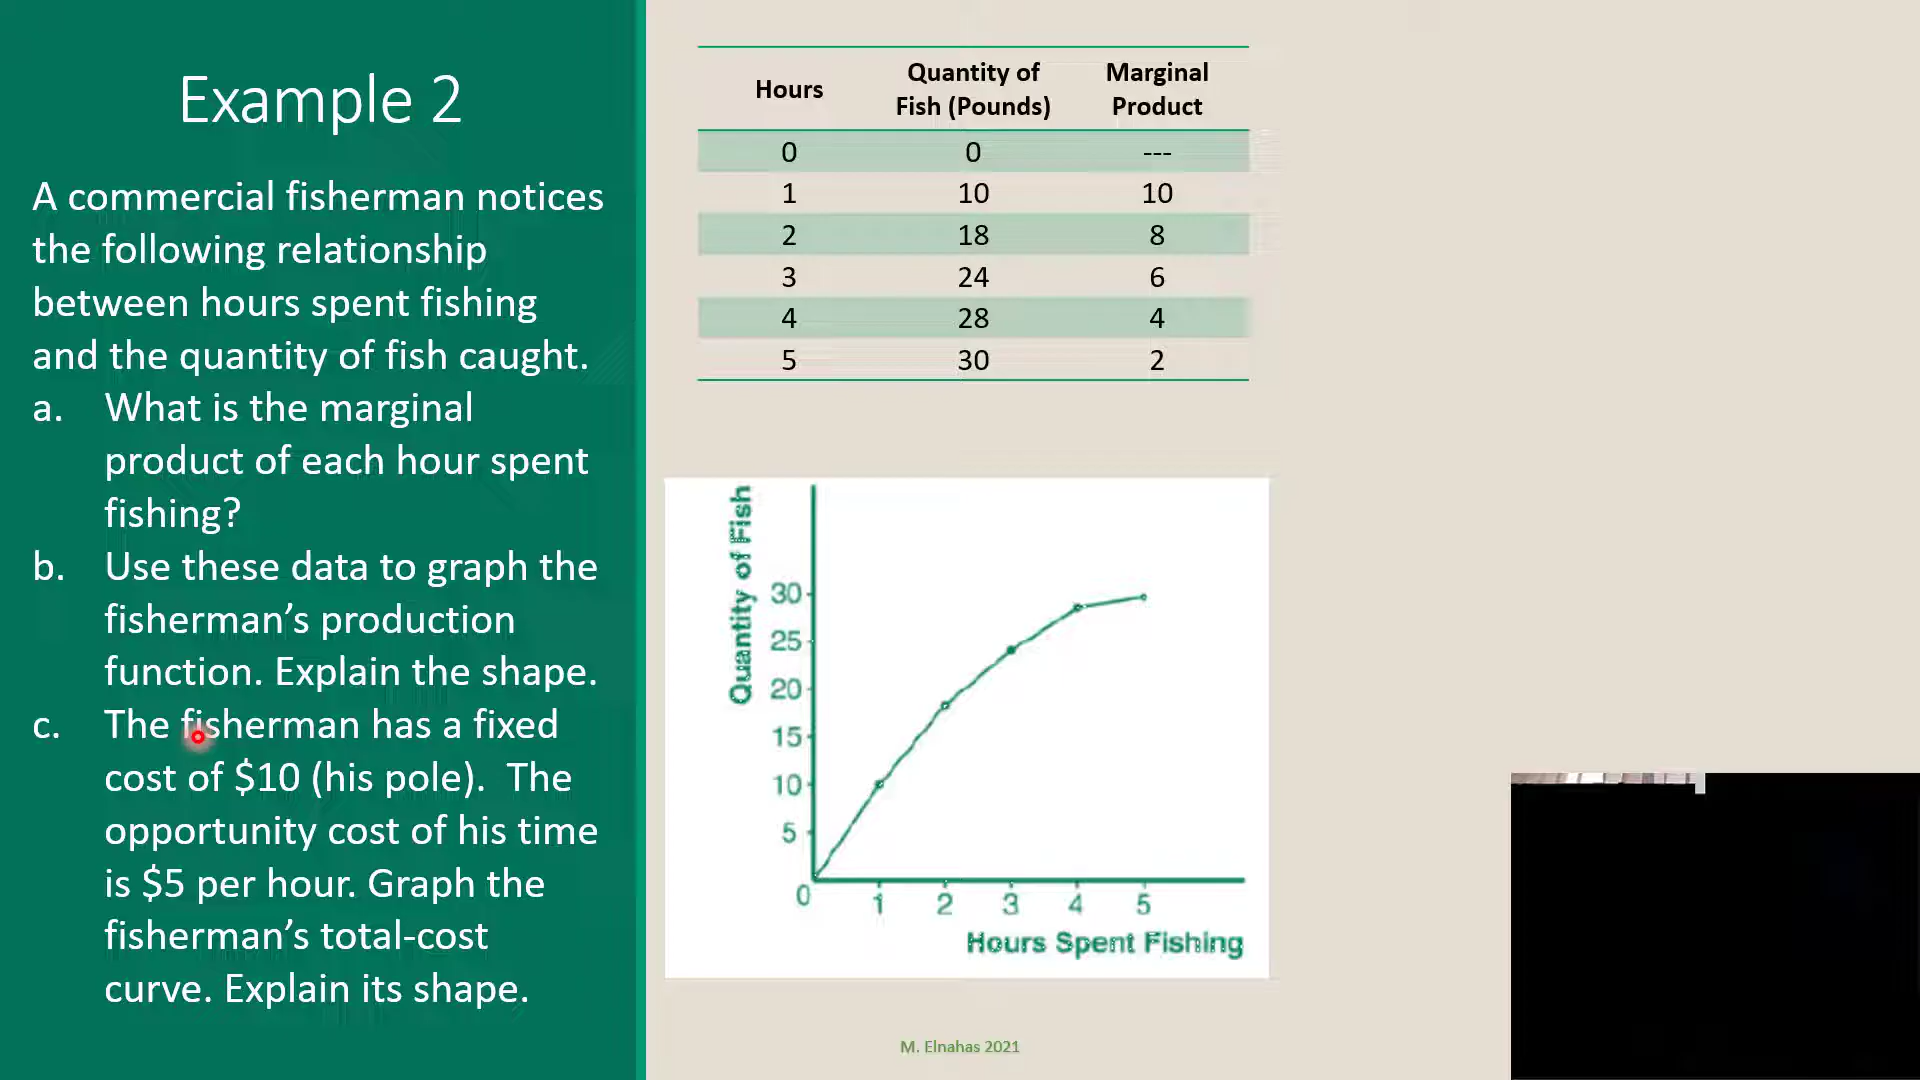 Example 2
A commercial fisherman notices
the following relationship
between hours spent fishing
and the quantity of fish caught.
a. What is the marginal
product of each hour spent
fishing?
b. Use these data to graph the
fisherman’s production
function. Explain the shape.
c. The fisherman has a fixed
cost of $10 (his pole). The
opportunity cost of his time
is $5 per hour. Graph the
fisherman’s total-cost
curve. Explain its shape.
Hours Quantity of Fish (Pounds) Marginal Product
0 0 ---
1 10 10
2 18 8
3 24 6
4 28 4
5 30 2
Quantity of Fish
30
25
20
15
10
5
0
1 2 3 4 5
Hours Spent Fishing
M. Elnahas 2021